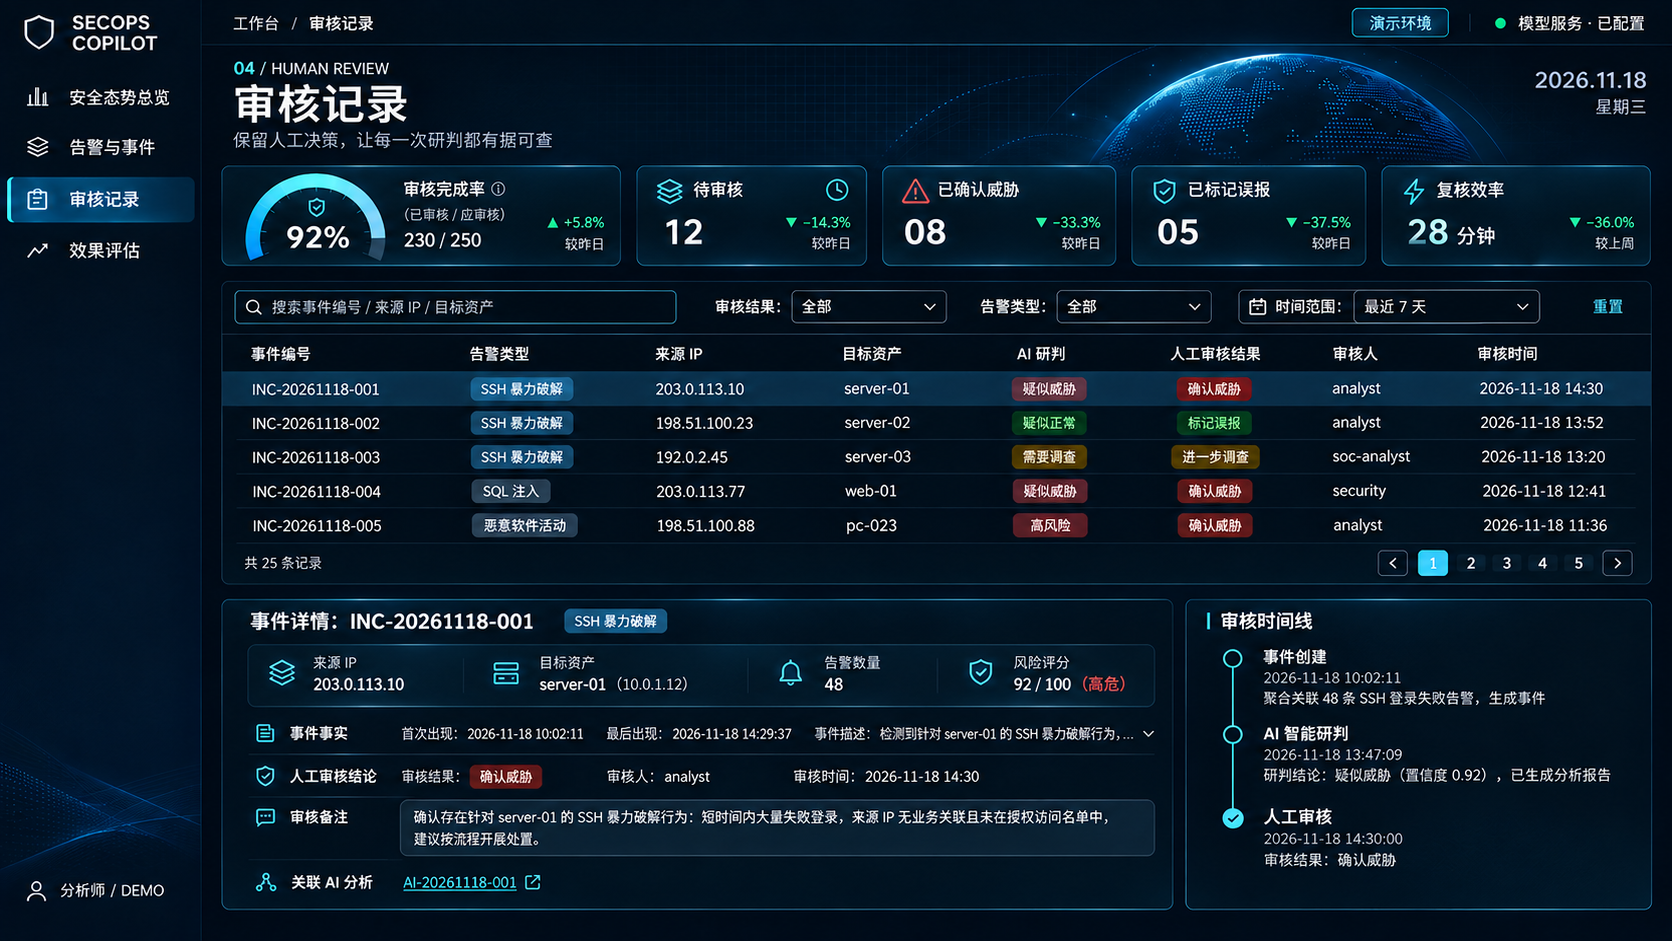 SECOPS
COPILOT
安全态势总览
告警与事件
审核记录
效果评估
分析师 / DEMO
工作台 / 审核记录
演示环境
模型服务 · 已配置
04 / HUMAN REVIEW
审核记录
保留人工决策，让每一次研判都有据可查
2026.11.18
星期三
92%
审核完成率
(已审核 / 应审核)
230 / 250
▲ +5.8%
较昨日
待审核
12
▼ -14.3%
较昨日
已确认威胁
08
▼ -33.3%
较昨日
已标记误报
05
▼ -37.5%
较昨日
复核效率
28 分钟
▼ -36.0%
较上周
搜索事件编号 / 来源 IP / 目标资产
审核结果： 全部
告警类型： 全部
时间范围： 最近 7 天
重置
事件编号 告警类型 来源 IP 目标资产 AI 研判 人工审核结果 审核人 审核时间
INC-20261118-001 SSH 暴力破解 203.0.113.10 server-01 疑似威胁 确认威胁 analyst 2026-11-18 14:30
INC-20261118-002 SSH 暴力破解 198.51.100.23 server-02 疑似正常 标记误报 analyst 2026-11-18 13:52
INC-20261118-003 SSH 暴力破解 192.0.2.45 server-03 需要调查 进一步调查 soc-analyst 2026-11-18 13:20
INC-20261118-004 SQL 注入 203.0.113.77 web-01 疑似威胁 确认威胁 security 2026-11-18 12:41
INC-20261118-005 恶意软件活动 198.51.100.88 pc-023 高风险 确认威胁 analyst 2026-11-18 11:36
共 25 条记录
1 2 3 4 5
事件详情：INC-20261118-001 SSH 暴力破解
来源 IP
203.0.113.10
目标资产
server-01（10.0.1.12）
告警数量
48
风险评分
92 / 100（高危）
事件事实 首次出现：2026-11-18 10:02:11 最后出现：2026-11-18 14:29:37 事件描述：检测到针对 server-01 的 SSH 暴力破解行为，...
人工审核结论 审核结果： 确认威胁 审核人：analyst 审核时间：2026-11-18 14:30
审核备注
确认存在针对 server-01 的 SSH 暴力破解行为：短时间内大量失败登录，来源 IP 无业务关联且未在授权访问名单中，
建议按流程开展处置。
关联 AI 分析 AI-20261118-001
审核时间线
事件创建
2026-11-18 10:02:11
聚合关联 48 条 SSH 登录失败告警，生成事件
AI 智能研判
2026-11-18 13:47:09
研判结论：疑似威胁（置信度 0.92），已生成分析报告
人工审核
2026-11-18 14:30:00
审核结果：确认威胁